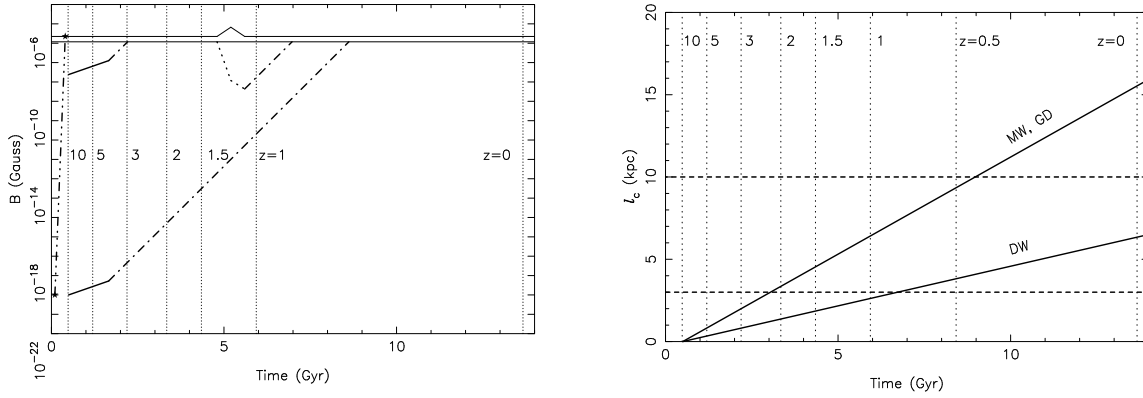 B (Gauss)
10⁻⁶
10⁻¹⁰
10⁻¹⁴
10⁻¹⁸
10⁻²²
10 5 3 2 1.5 z=1 z=0
0 5 10
Time (Gyr)
l_c (kpc)
20
15
10
5
0
10 5 3 2 1.5 1 z=0.5 z=0
MW, GD
DW
0 5 10
Time (Gyr)